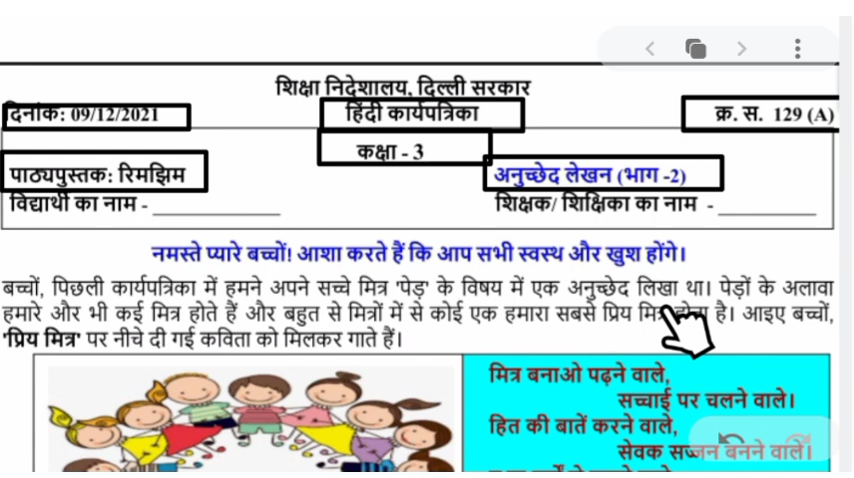 शिक्षा निदेशालय, दिल्ली सरकार
दिनांक: 09/12/2021 हिंदी कार्यपत्रिका क्र. स. 129 (A)
कक्षा - 3
पाठ्यपुस्तक: रिमझिम अनुच्छेद लेखन (भाग -2)
विद्यार्थी का नाम - ____________ शिक्षक/ शिक्षिका का नाम - _________
नमस्ते प्यारे बच्चों! आशा करते हैं कि आप सभी स्वस्थ और खुश होंगे।
बच्चों, पिछली कार्यपत्रिका में हमने अपने सच्चे मित्र 'पेड़' के विषय में एक अनुच्छेद लिखा था। पेड़ों के अलावा
हमारे और भी कई मित्र होते हैं और बहुत से मित्रों में से कोई एक हमारा सबसे प्रिय मित्र होता है। आइए बच्चों,
'प्रिय मित्र' पर नीचे दी गई कविता को मिलकर गाते हैं।
मित्र बनाओ पढ़ने वाले,
सच्चाई पर चलने वाले।
हित की बातें करने वाले,
सेवक सज्जन बनने वाले।